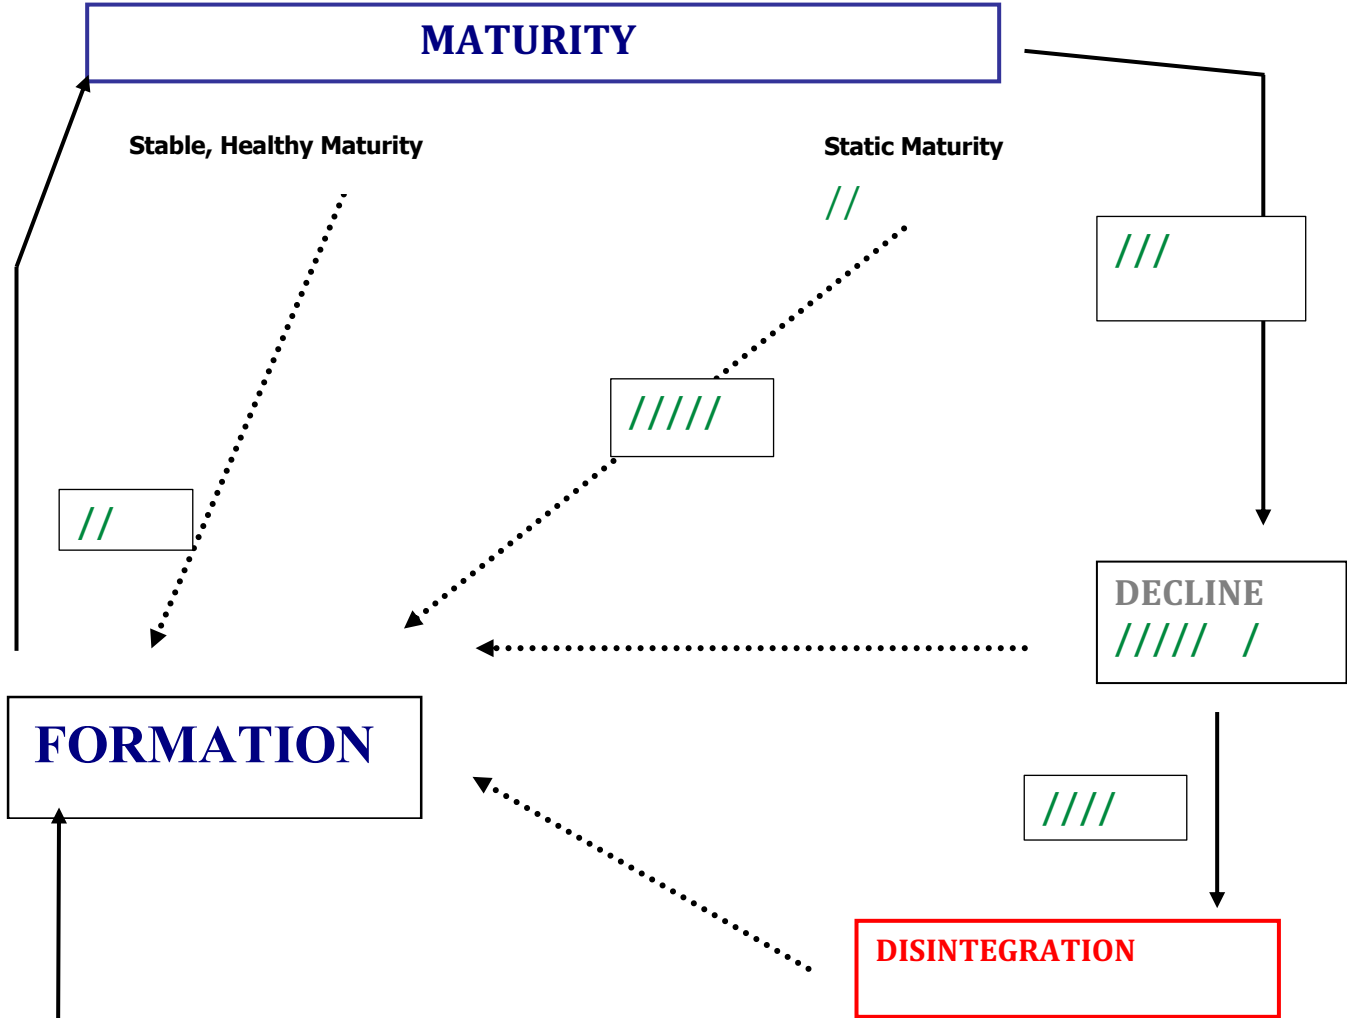 MATURITY
Stable, Healthy Maturity
Static Maturity
//
///
/////
//
DECLINE
///// /
FORMATION
////
DISINTEGRATION